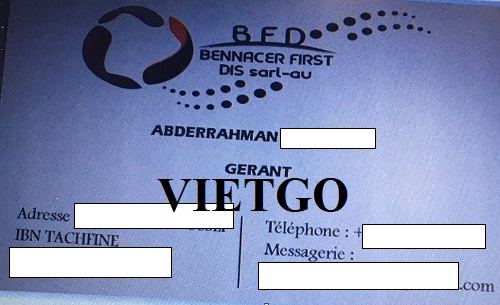 BFD
BENNACER FIRST
DIS sarl-au
ABDERRAHMAN
GERANT
VIETGO
Adresse
IBN TACHFINE
Téléphone : +
Messagerie :
.com